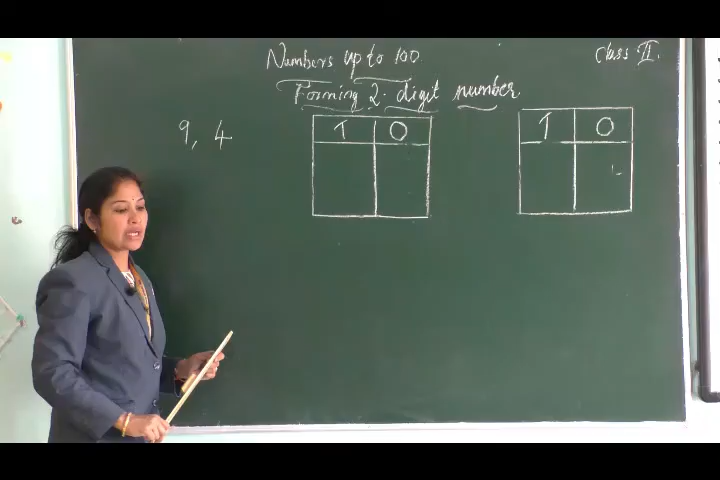 Numbers up to 100
Class II.
Forming 2. digit number.
9, 4
T O
T O